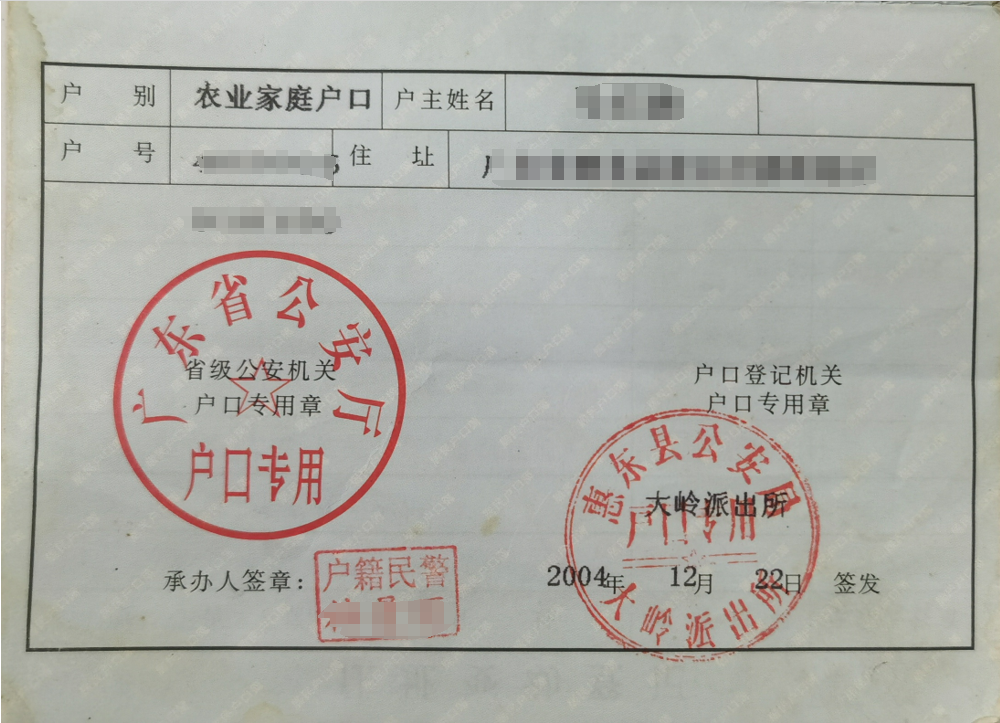 户 别 农业家庭户口 户主姓名
户 号 住 址
广东省公安厅
省级公安机关
户口专用章
户口专用
户口登记机关
户口专用章
惠东县公安局
大岭派出所
户口专用
大岭派出所
承办人签章：
户籍民警
2004年 12月 22日 签发